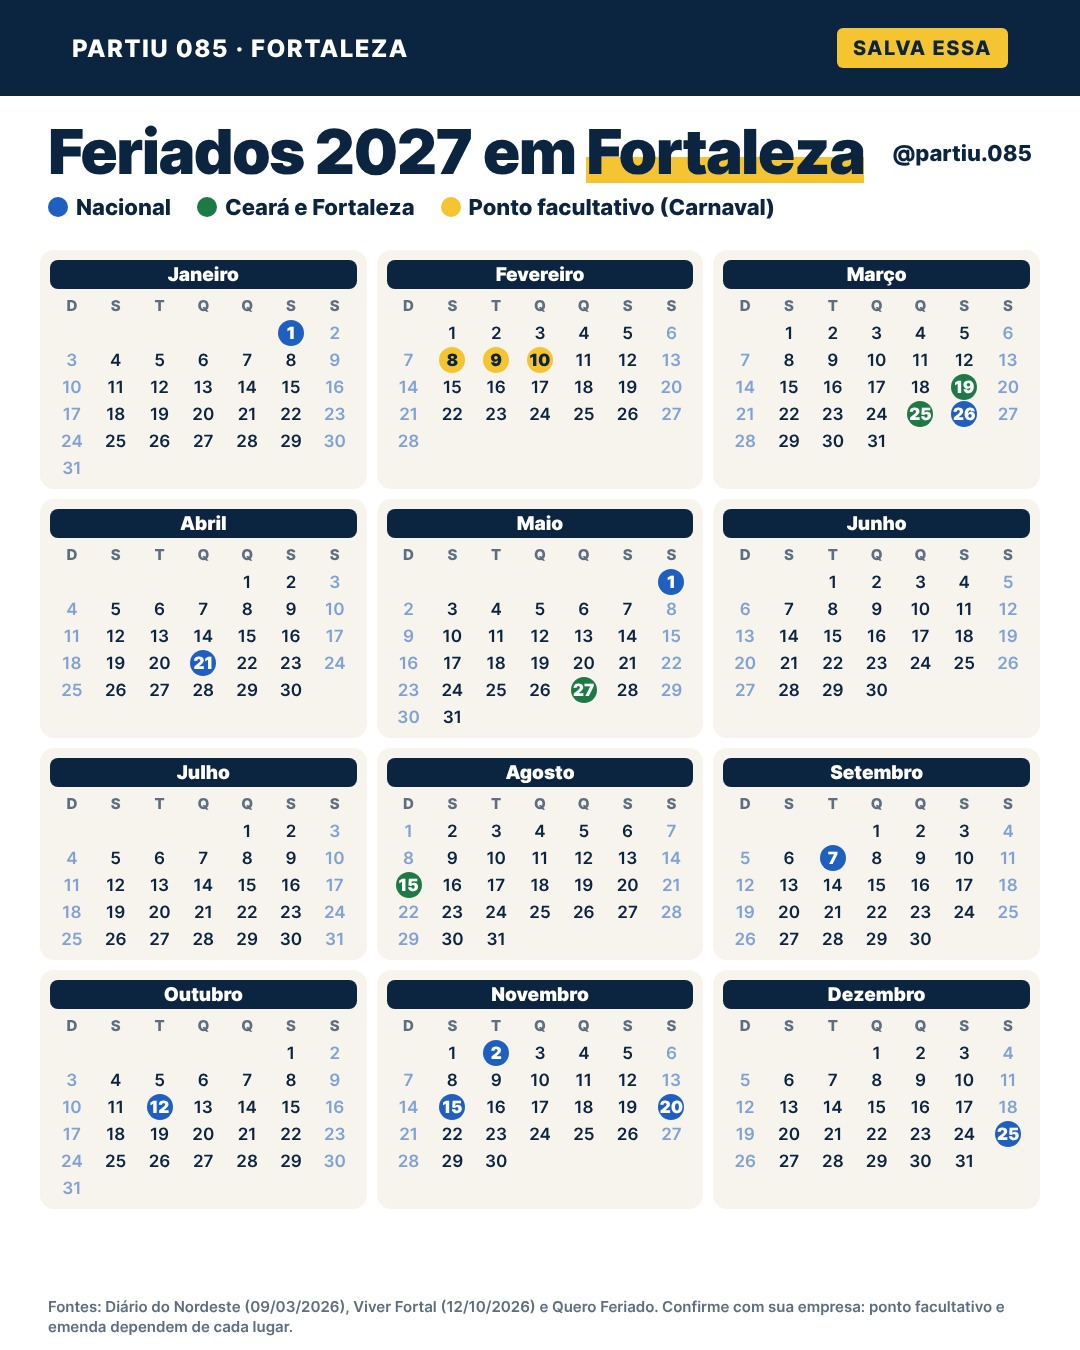 PARTIU 085 · FORTALEZA
SALVA ESSA
Feriados 2027 em Fortaleza
@partiu.085
Nacional
Ceará e Fortaleza
Ponto facultativo (Carnaval)
Janeiro
D S T Q Q S S
1 2
3 4 5 6 7 8 9
10 11 12 13 14 15 16
17 18 19 20 21 22 23
24 25 26 27 28 29 30
31
Fevereiro
D S T Q Q S S
1 2 3 4 5 6
7 8 9 10 11 12 13
14 15 16 17 18 19 20
21 22 23 24 25 26 27
28
Março
D S T Q Q S S
1 2 3 4 5 6
7 8 9 10 11 12 13
14 15 16 17 18 19 20
21 22 23 24 25 26 27
28 29 30 31
Abril
D S T Q Q S S
1 2 3
4 5 6 7 8 9 10
11 12 13 14 15 16 17
18 19 20 21 22 23 24
25 26 27 28 29 30
Maio
D S T Q Q S S
1
2 3 4 5 6 7 8
9 10 11 12 13 14 15
16 17 18 19 20 21 22
23 24 25 26 27 28 29
30 31
Junho
D S T Q Q S S
1 2 3 4 5
6 7 8 9 10 11 12
13 14 15 16 17 18 19
20 21 22 23 24 25 26
27 28 29 30
Julho
D S T Q Q S S
1 2 3
4 5 6 7 8 9 10
11 12 13 14 15 16 17
18 19 20 21 22 23 24
25 26 27 28 29 30 31
Agosto
D S T Q Q S S
1 2 3 4 5 6 7
8 9 10 11 12 13 14
15 16 17 18 19 20 21
22 23 24 25 26 27 28
29 30 31
Setembro
D S T Q Q S S
1 2 3 4
5 6 7 8 9 10 11
12 13 14 15 16 17 18
19 20 21 22 23 24 25
26 27 28 29 30
Outubro
D S T Q Q S S
1 2
3 4 5 6 7 8 9
10 11 12 13 14 15 16
17 18 19 20 21 22 23
24 25 26 27 28 29 30
31
Novembro
D S T Q Q S S
1 2 3 4 5 6
7 8 9 10 11 12 13
14 15 16 17 18 19 20
21 22 23 24 25 26 27
28 29 30
Dezembro
D S T Q Q S S
1 2 3 4
5 6 7 8 9 10 11
12 13 14 15 16 17 18
19 20 21 22 23 24 25
26 27 28 29 30 31
Fontes: Diário do Nordeste (09/03/2026), Viver Fortal (12/10/2026) e Quero Feriado. Confirme com sua empresa: ponto facultativo e
emenda dependem de cada lugar.